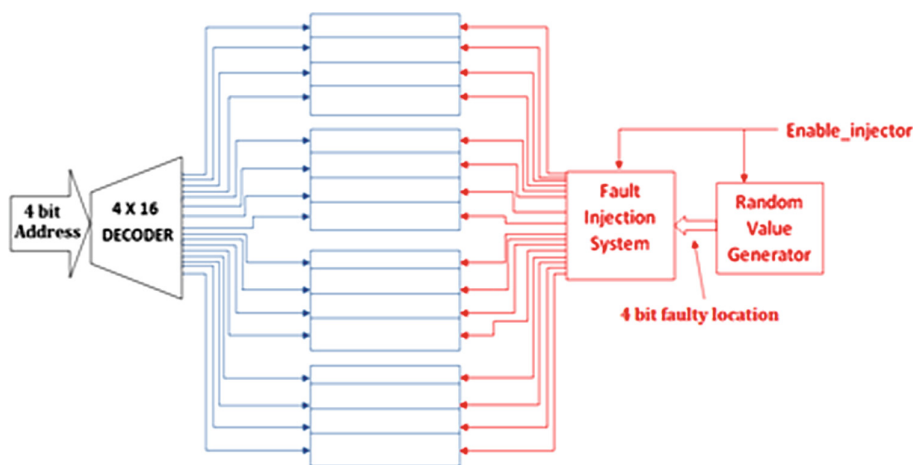 4 bit
Address
4 X 16
DECODER
Fault
Injection
System
Enable_injector
Random
Value
Generator
4 bit faulty location